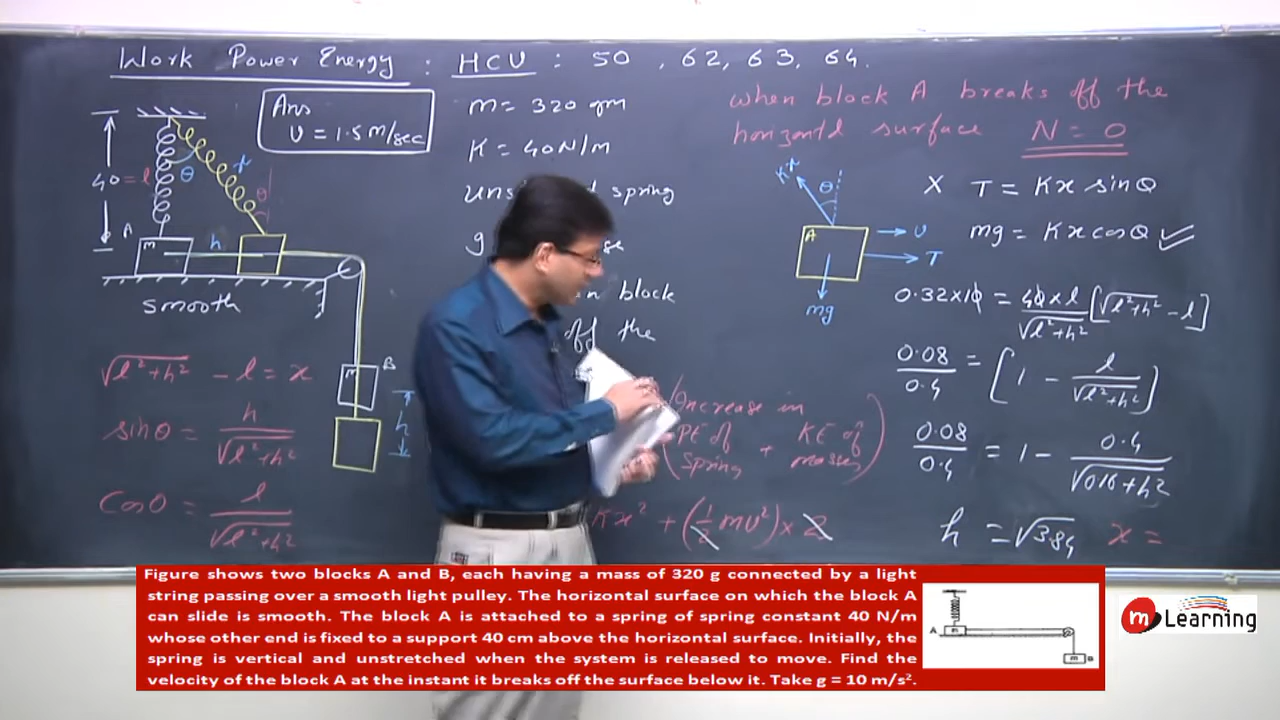 Work Power Energy : HCU : 50 , 62, 63, 64.
Ans
υ = 1.5 m/sec
40 = l
θ
x
θ
A
m
h
smooth
B
m
h
√l²+h² - l = x
sinθ = h/√l²+h²
Cosθ = l/√l²+h²
m = 320 gm
K = 40 N/m
spring
block
off the
Increase in
PE of spring + KE of masses
Kx² + (1/2 mυ²) × 2
when block A breaks off the
horizontal surface N = 0
Kx
θ
A
υ
T
mg
X T = Kx sinθ
mg = Kx cosθ ✓
0.32×10 = 40×l/√l²+h² [√l²+h² - l]
0.08/0.4 = [1 - l/√l²+h²]
0.08/0.4 = 1 - 0.4/√0.16+h²
h = √3.84 x =
Figure shows two blocks A and B, each having a mass of 320 g connected by a light
string passing over a smooth light pulley. The horizontal surface on which the block A
can slide is smooth. The block A is attached to a spring of spring constant 40 N/m
whose other end is fixed to a support 40 cm above the horizontal surface. Initially, the
spring is vertical and unstretched when the system is released to move. Find the
velocity of the block A at the instant it breaks off the surface below it. Take g = 10 m/s².
A
m
m
B
m Learning